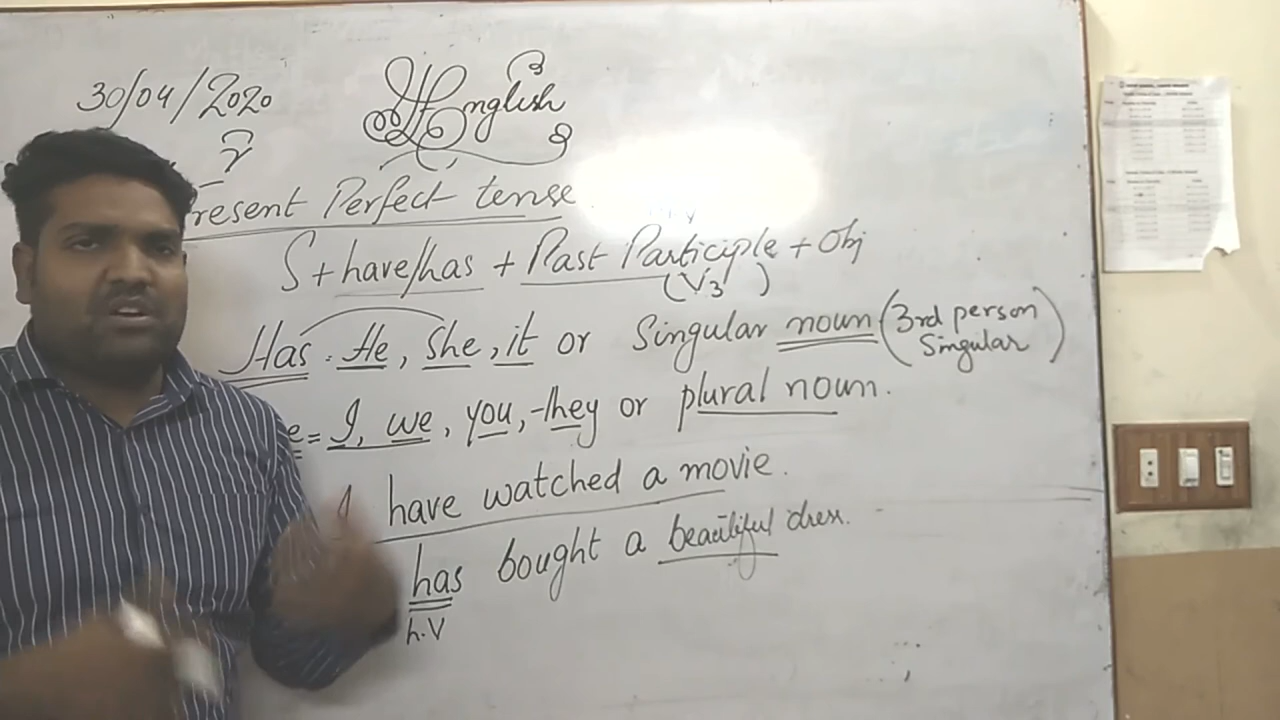 30/04/2020
English
Present Perfect tense
S + have/has + Past Participle + Obj
(V3)
Has = He, She, it or Singular noun (3rd person Singular)
e = I, we, you, they or plural noun.
I have watched a movie.
has bought a beautiful dress.
h.V